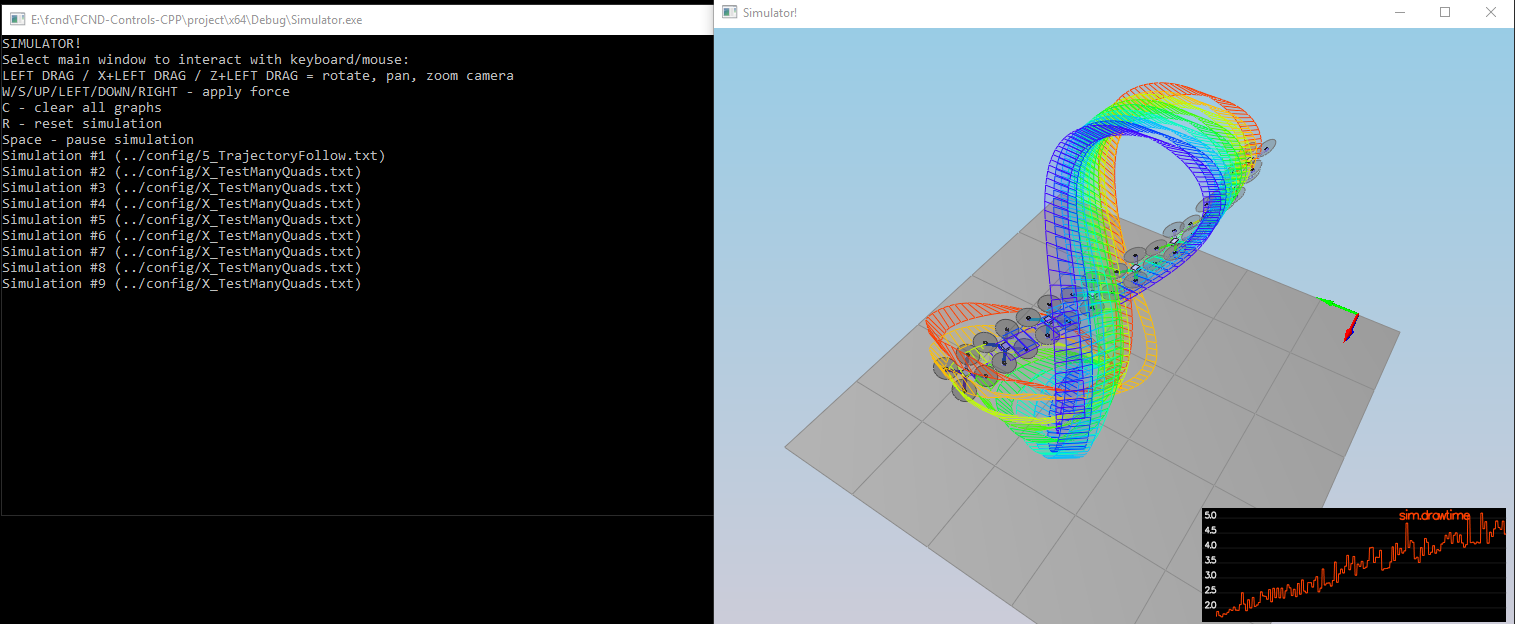 E:\fcnd\FCND-Controls-CPP\project\x64\Debug\Simulator.exe
SIMULATOR!
Select main window to interact with keyboard/mouse:
LEFT DRAG / X+LEFT DRAG / Z+LEFT DRAG = rotate, pan, zoom camera
W/S/UP/LEFT/DOWN/RIGHT - apply force
C - clear all graphs
R - reset simulation
Space - pause simulation
Simulation #1 (../config/5_TrajectoryFollow.txt)
Simulation #2 (../config/X_TestManyQuads.txt)
Simulation #3 (../config/X_TestManyQuads.txt)
Simulation #4 (../config/X_TestManyQuads.txt)
Simulation #5 (../config/X_TestManyQuads.txt)
Simulation #6 (../config/X_TestManyQuads.txt)
Simulation #7 (../config/X_TestManyQuads.txt)
Simulation #8 (../config/X_TestManyQuads.txt)
Simulation #9 (../config/X_TestManyQuads.txt)
Simulator!
sim.drawtime
5.0
4.5
4.0
3.5
3.0
2.5
2.0